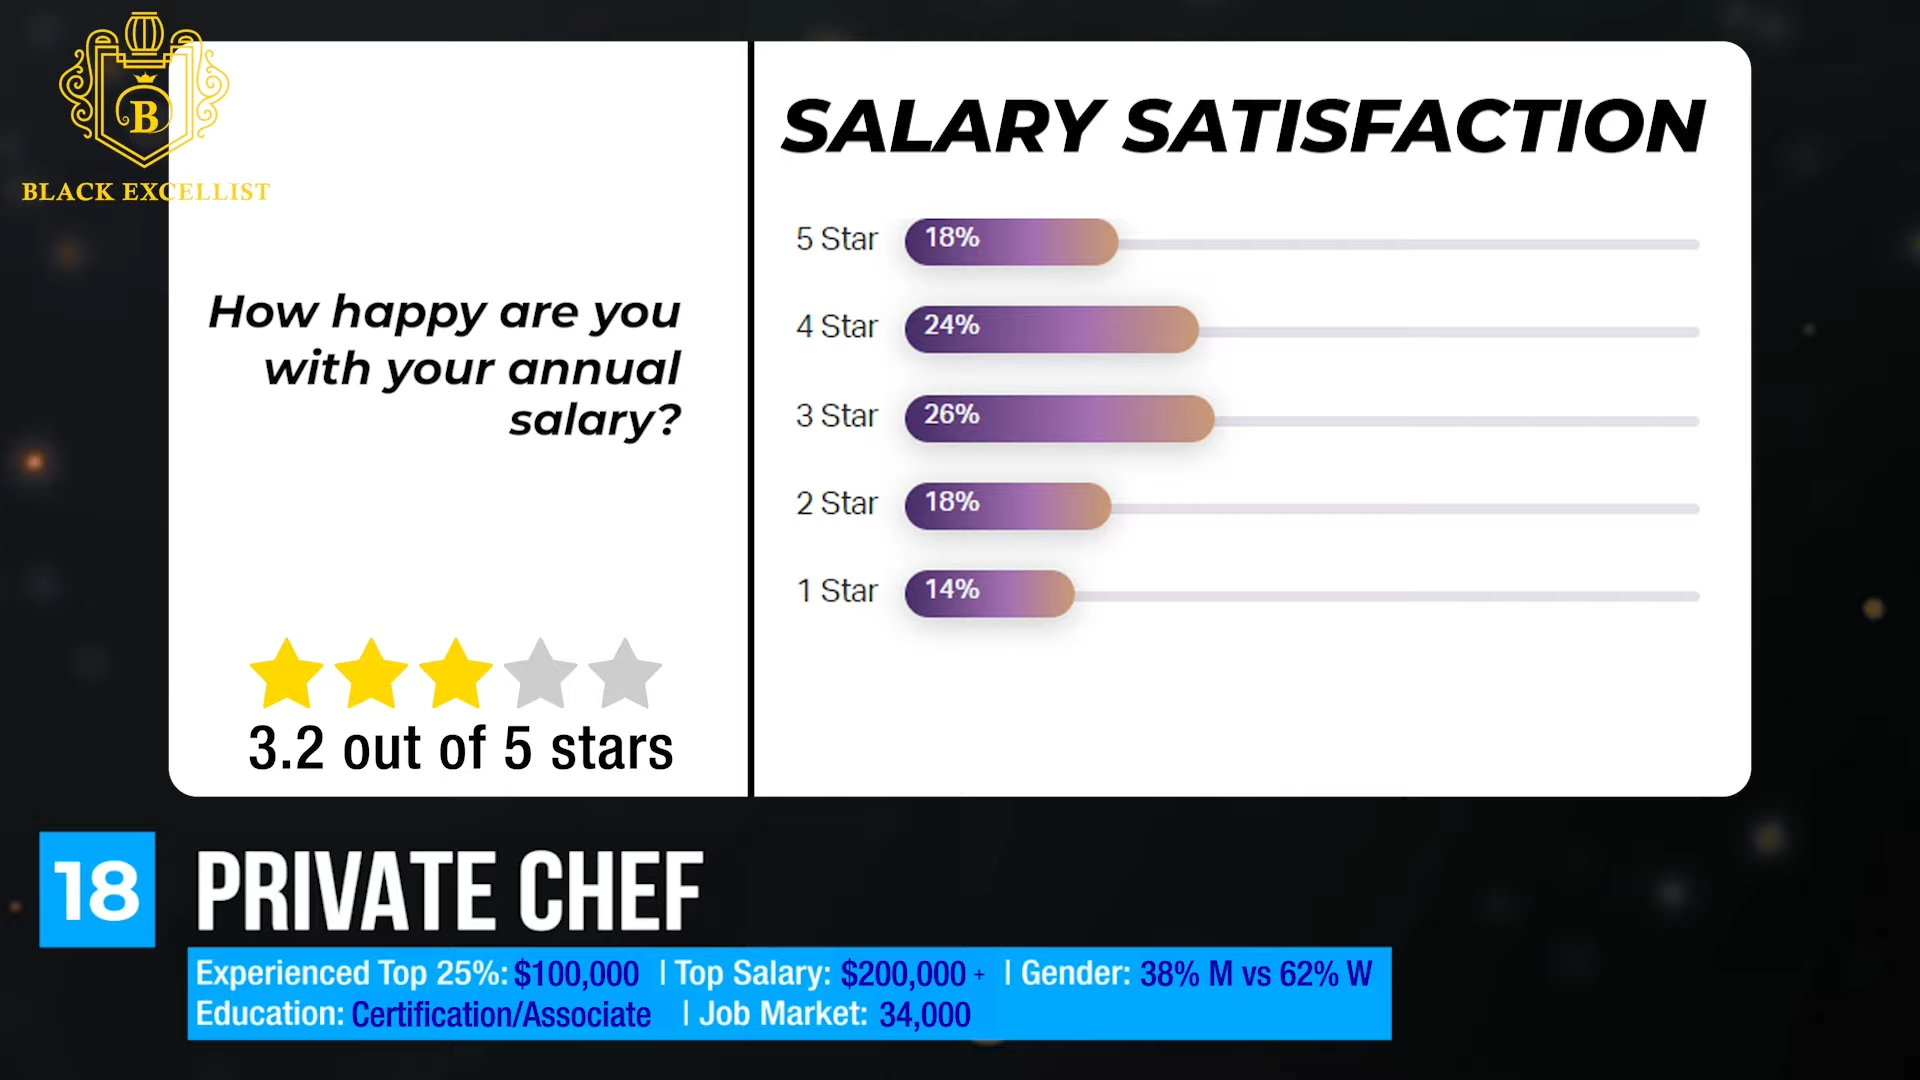 B
BLACK EXCELLIST
How happy are you
with your annual
salary?
3.2 out of 5 stars
SALARY SATISFACTION
5 Star 18%
4 Star 24%
3 Star 26%
2 Star 18%
1 Star 14%
18 PRIVATE CHEF
Experienced Top 25%: $100,000 | Top Salary: $200,000 + | Gender: 38% M vs 62% W
Education: Certification/Associate | Job Market: 34,000